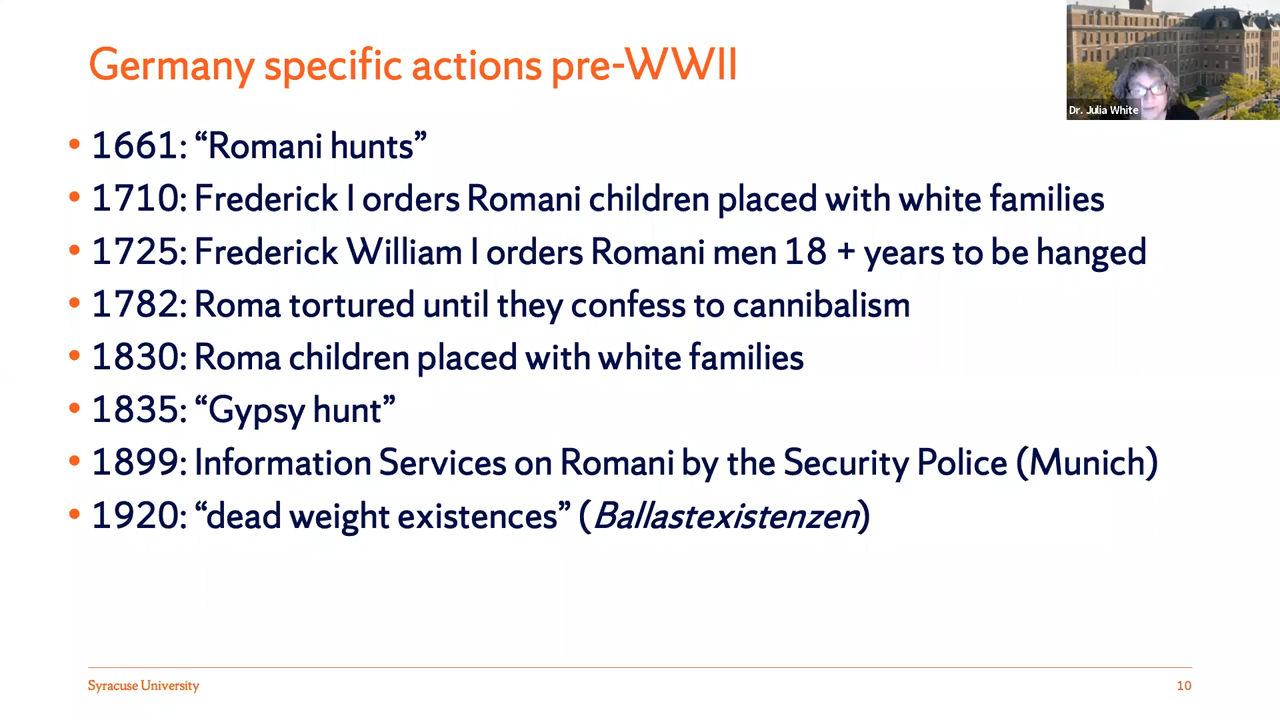 Germany specific actions pre-WWII
Dr. Julia White
• 1661: “Romani hunts”
• 1710: Frederick I orders Romani children placed with white families
• 1725: Frederick William I orders Romani men 18 + years to be hanged
• 1782: Roma tortured until they confess to cannibalism
• 1830: Roma children placed with white families
• 1835: “Gypsy hunt”
• 1899: Information Services on Romani by the Security Police (Munich)
• 1920: “dead weight existences” (Ballastexistenzen)
Syracuse University
10